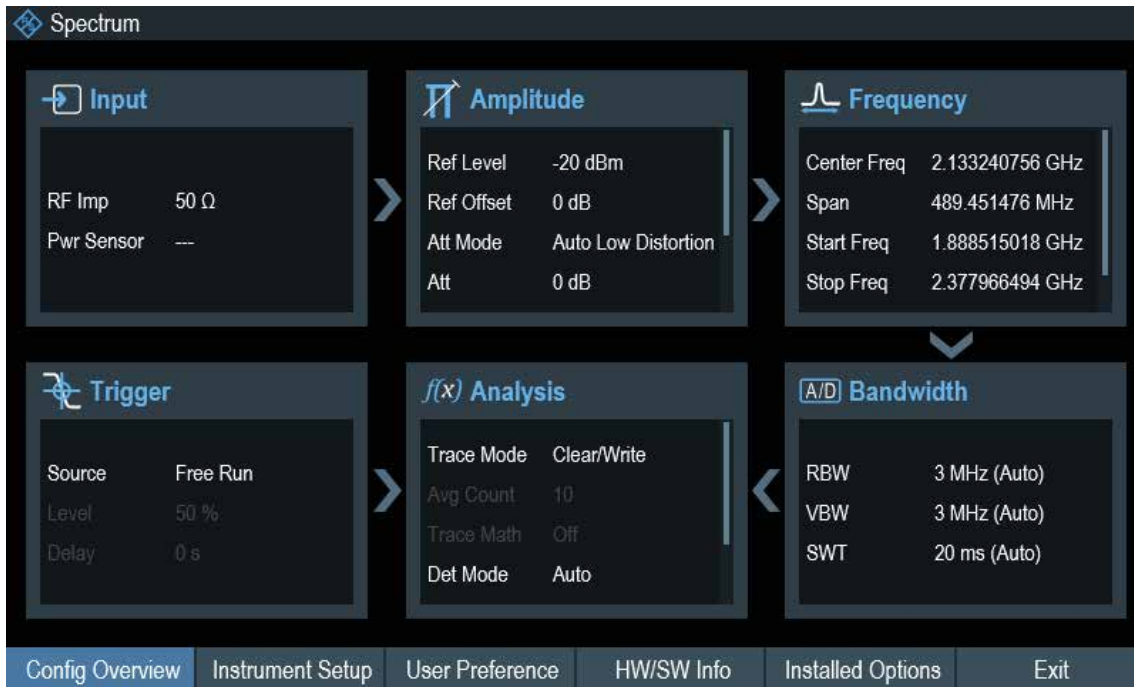 Spectrum
Input
RF Imp 50 Ω
Pwr Sensor ---
Amplitude
Ref Level -20 dBm
Ref Offset 0 dB
Att Mode Auto Low Distortion
Att 0 dB
Frequency
Center Freq 2.133240756 GHz
Span 489.451476 MHz
Start Freq 1.888515018 GHz
Stop Freq 2.377966494 GHz
Trigger
Source Free Run
Level 50 %
Delay 0 s
f(x) Analysis
Trace Mode Clear/Write
Avg Count 10
Trace Math Off
Det Mode Auto
A/D Bandwidth
RBW 3 MHz (Auto)
VBW 3 MHz (Auto)
SWT 20 ms (Auto)
Config Overview Instrument Setup User Preference HW/SW Info Installed Options Exit